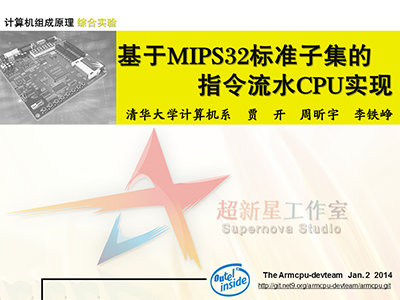 计算机组成原理 综合实验
基于MIPS32标准子集的
指令流水CPU实现
清华大学计算机系 贾 开 周昕宇 李铁峥
超新星工作室
Supernova Studio
inside
The Armcpu-devteam Jan. 2 2014
http://git.net9.org/armcpu-devteam/armcpu.git